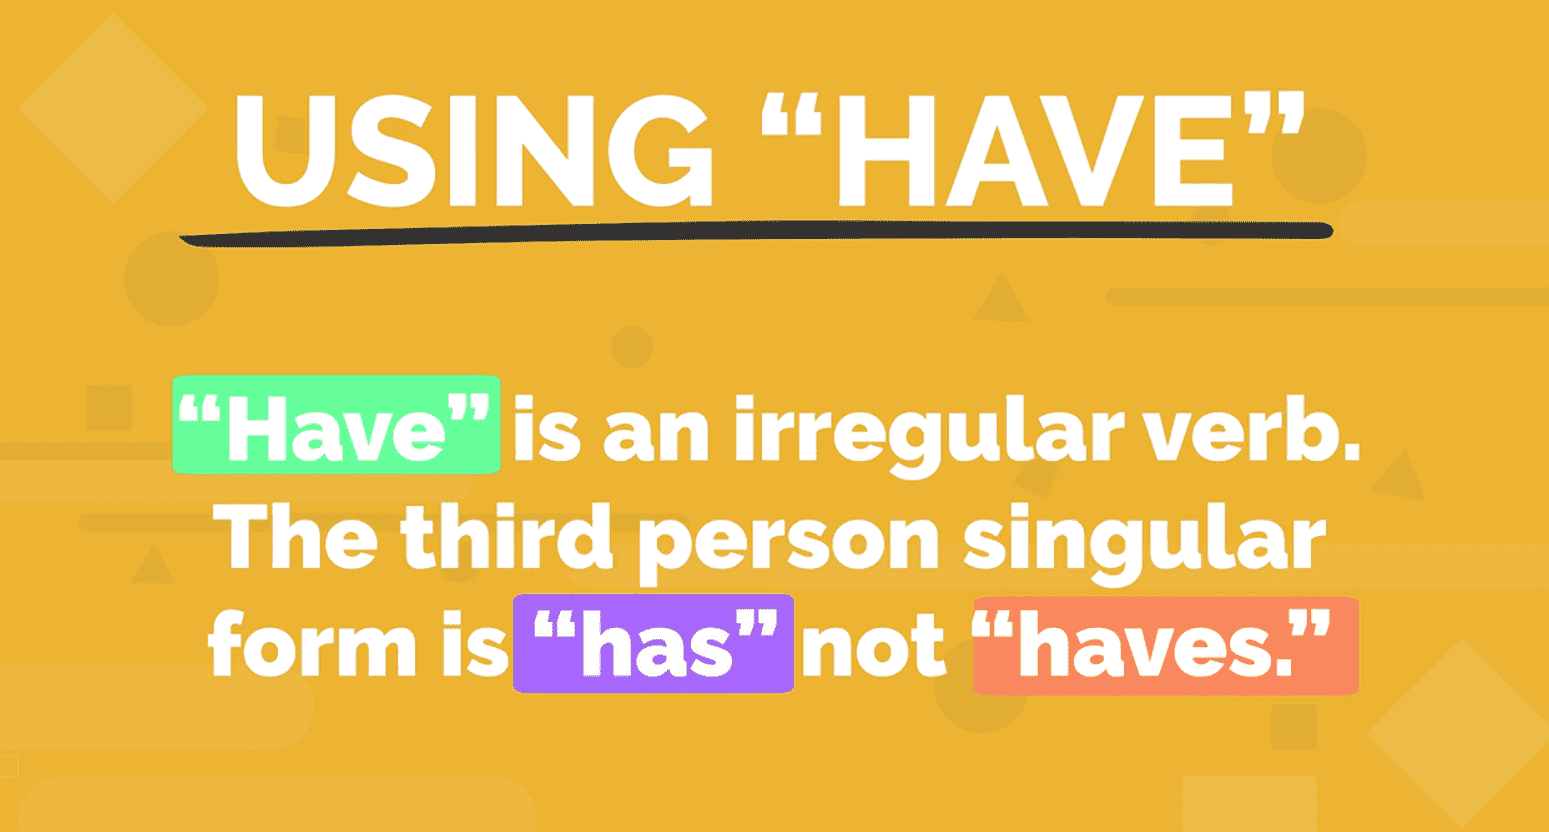 USING “HAVE”
“Have” is an irregular verb.
The third person singular
form is “has” not “haves.”